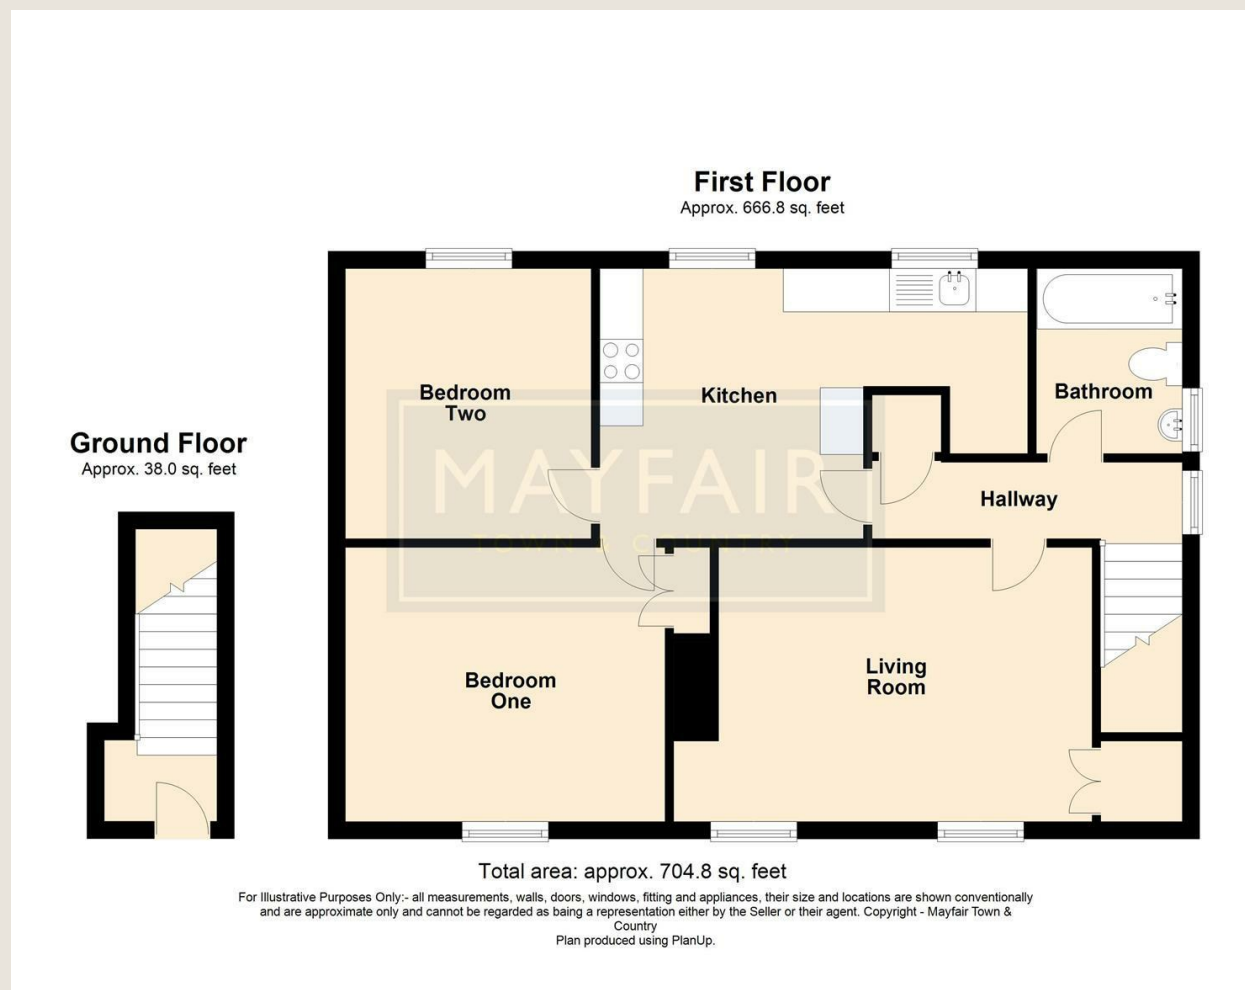 First Floor
Approx. 666.8 sq. feet
Ground Floor
Approx. 38.0 sq. feet
Bedroom
Two
Kitchen
Bathroom
Hallway
MAYFAIR
TOWN & COUNTRY
Bedroom
One
Living
Room
Total area: approx. 704.8 sq. feet
For Illustrative Purposes Only:- all measurements, walls, doors, windows, fitting and appliances, their size and locations are shown conventionally
and are approximate only and cannot be regarded as baing a representation either by the Seller or their agent. Copyright - Mayfair Town &
Country
Plan produced using PlanUp.